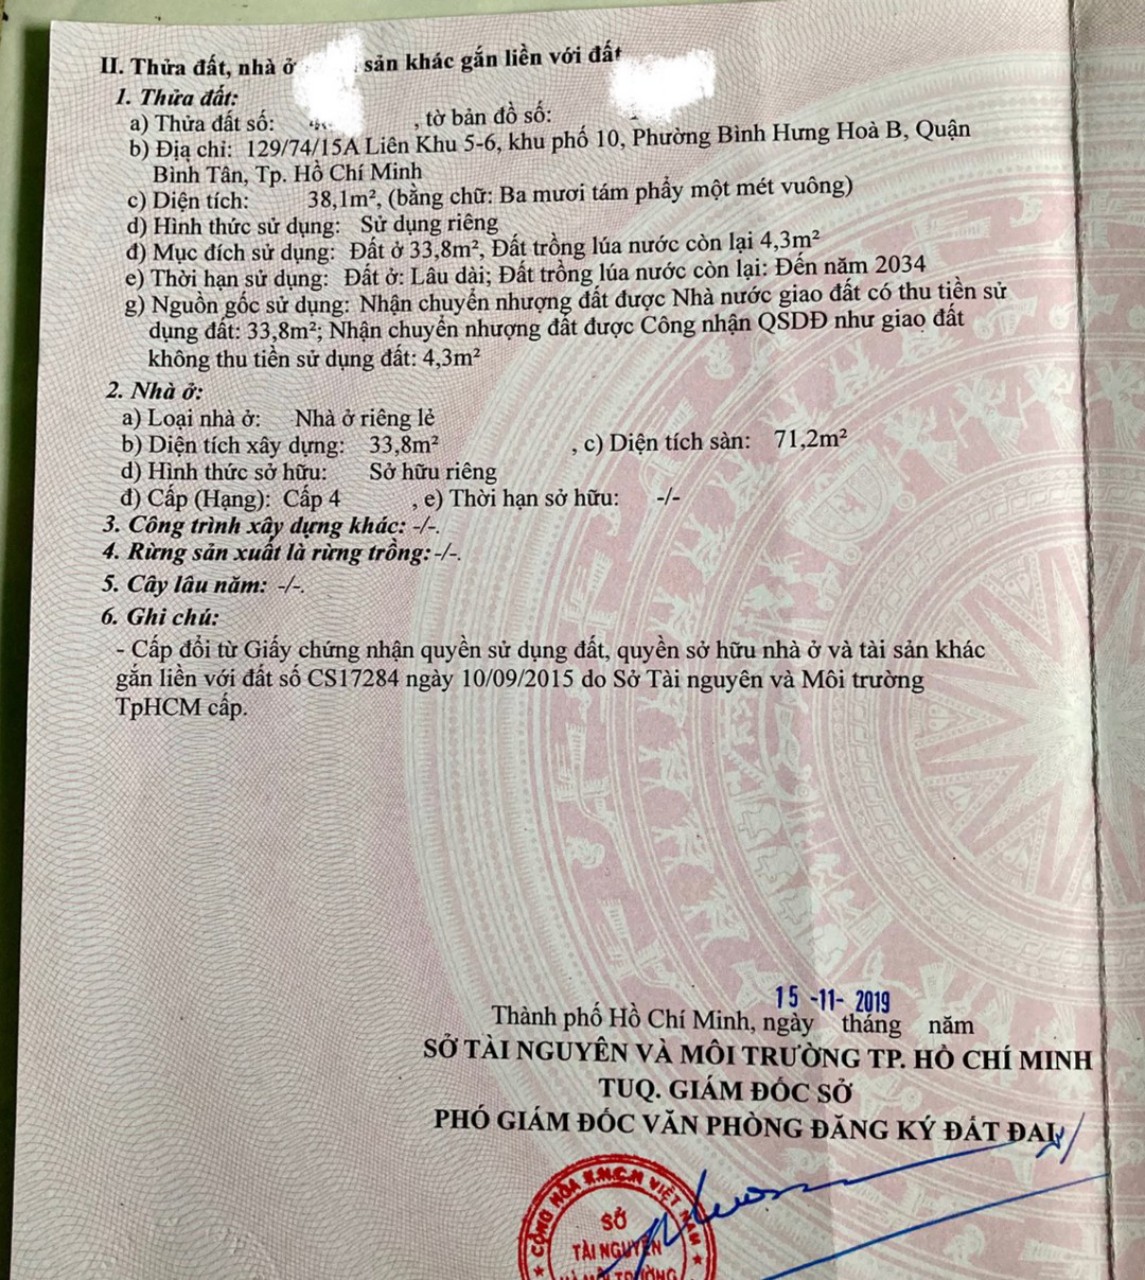 II. Thửa đất, nhà ở sản khác gắn liền với đất
1. Thửa đất:
a) Thửa đất số: , tờ bản đồ số:
b) Địa chỉ: 129/74/15A Liên Khu 5-6, khu phố 10, Phường Bình Hưng Hoà B, Quận
Bình Tân, Tp. Hồ Chí Minh
c) Diện tích: 38,1m², (bằng chữ: Ba mươi tám phẩy một mét vuông)
d) Hình thức sử dụng: Sử dụng riêng
đ) Mục đích sử dụng: Đất ở 33,8m², Đất trồng lúa nước còn lại 4,3m²
e) Thời hạn sử dụng: Đất ở: Lâu dài; Đất trồng lúa nước còn lại: Đến năm 2034
g) Nguồn gốc sử dụng: Nhận chuyển nhượng đất được Nhà nước giao đất có thu tiền sử
dụng đất: 33,8m²; Nhận chuyển nhượng đất được Công nhận QSDĐ như giao đất
không thu tiền sử dụng đất: 4,3m²
2. Nhà ở:
a) Loại nhà ở: Nhà ở riêng lẻ
b) Diện tích xây dựng: 33,8m² , c) Diện tích sàn: 71,2m²
d) Hình thức sở hữu: Sở hữu riêng
đ) Cấp (Hạng): Cấp 4 , e) Thời hạn sở hữu: -/-
3. Công trình xây dựng khác: -/-.
4. Rừng sản xuất là rừng trồng: -/-.
5. Cây lâu năm: -/-.
6. Ghi chú:
- Cấp đổi từ Giấy chứng nhận quyền sử dụng đất, quyền sở hữu nhà ở và tài sản khác
gắn liền với đất số CS17284 ngày 10/09/2015 do Sở Tài nguyên và Môi trường
TpHCM cấp.
15 -11- 2019
Thành phố Hồ Chí Minh, ngày tháng năm
SỞ TÀI NGUYÊN VÀ MÔI TRƯỜNG TP. HỒ CHÍ MINH
TUQ. GIÁM ĐỐC SỞ
PHÓ GIÁM ĐỐC VĂN PHÒNG ĐĂNG KÝ ĐẤT ĐAI
CỘNG HÒA X.H.C.N VIỆT NAM
SỞ
TÀI NGUYÊN
VÀ MÔI TRƯỜNG